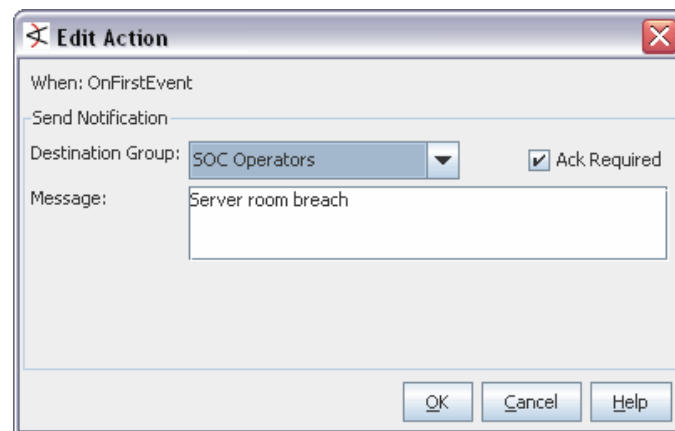 Edit Action
When: OnFirstEvent
Send Notification
Destination Group: SOC Operators Ack Required
Message: Server room breach
OK Cancel Help